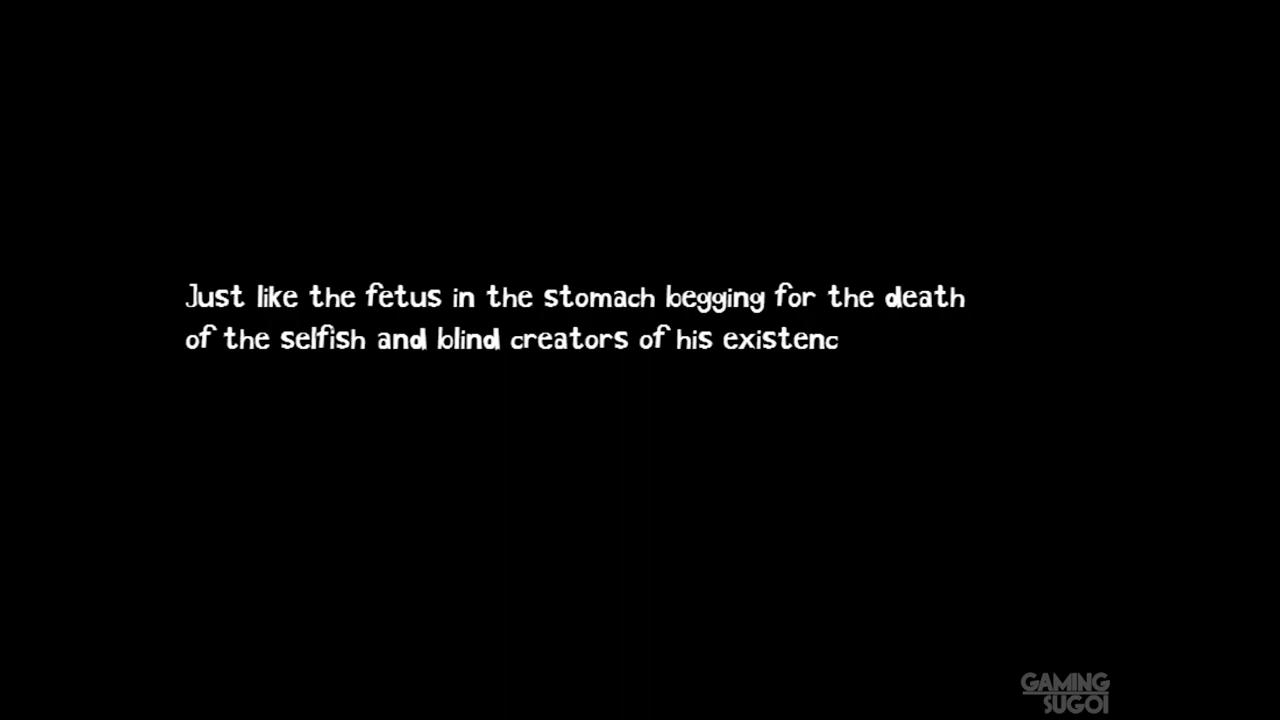 Just like the fetus in the stomach begging for the death
of the selfish and blind creators of his existenc
GAMING
SUGOI